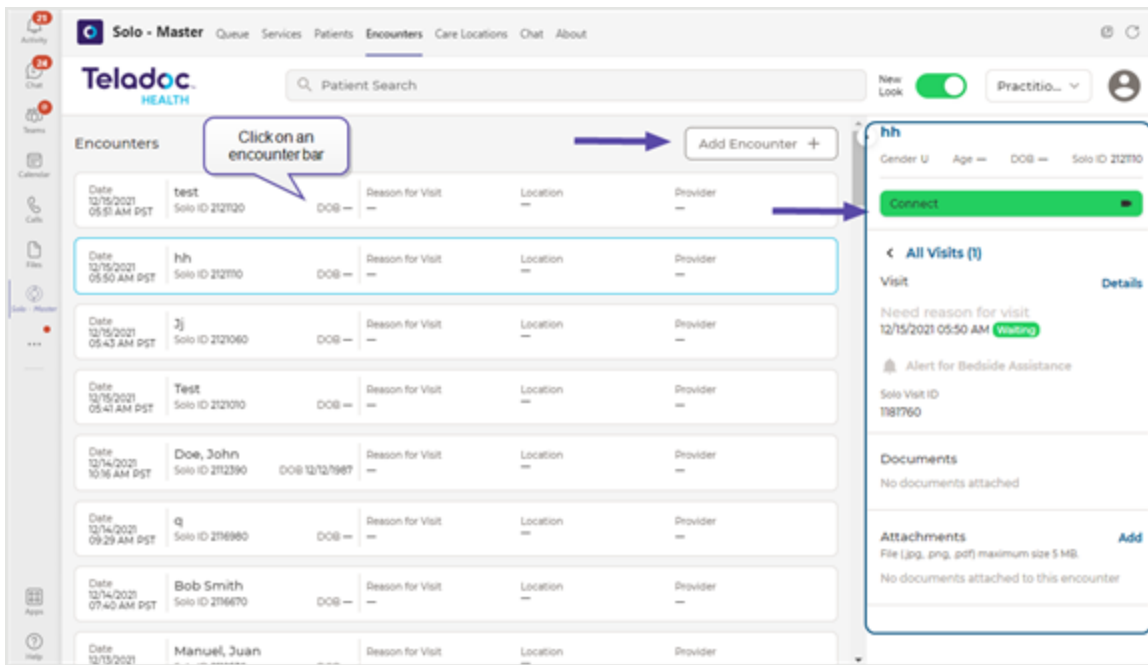 21
Activity
24
Chat
Teams
Calendar
Calls
Files
Solo - Master
...
Apps
Help
Solo - Master Queue Services Patients Encounters Care Locations Chat About
Teladoc
HEALTH
Patient Search
New
Look
Practitio...
Encounters
Click on an
encounter bar
Add Encounter +
Date
12/15/2021
05:51 AM PST
test
Solo ID 2121120
DOB —
Reason for Visit
—
Location
—
Provider
—
Date
12/15/2021
05:50 AM PST
hh
Solo ID 2121110
DOB —
Reason for Visit
—
Location
—
Provider
—
Date
12/15/2021
05:43 AM PST
Jj
Solo ID 2121060
DOB —
Reason for Visit
—
Location
—
Provider
—
Date
12/15/2021
05:41 AM PST
Test
Solo ID 2121010
DOB —
Reason for Visit
—
Location
—
Provider
—
Date
12/14/2021
10:16 AM PST
Doe, John
Solo ID 2112390
DOB 12/12/1987
Reason for Visit
—
Location
—
Provider
—
Date
12/14/2021
09:29 AM PST
q
Solo ID 2116980
DOB —
Reason for Visit
—
Location
—
Provider
—
Date
12/14/2021
07:40 AM PST
Bob Smith
Solo ID 2116670
DOB —
Reason for Visit
—
Location
—
Provider
—
Date
12/13/2021
Manuel, Juan
Reason for Visit
Location
Provider
hh
Gender U Age — DOB — Solo ID 2121110
Connect
< All Visits (1)
Visit Details
Need reason for visit
12/15/2021 05:50 AM Waiting
Alert for Bedside Assistance
Solo Visit ID
1181760
Documents
No documents attached
Attachments Add
File (.jpg, .png, .pdf) maximum size 5 MB.
No documents attached to this encounter